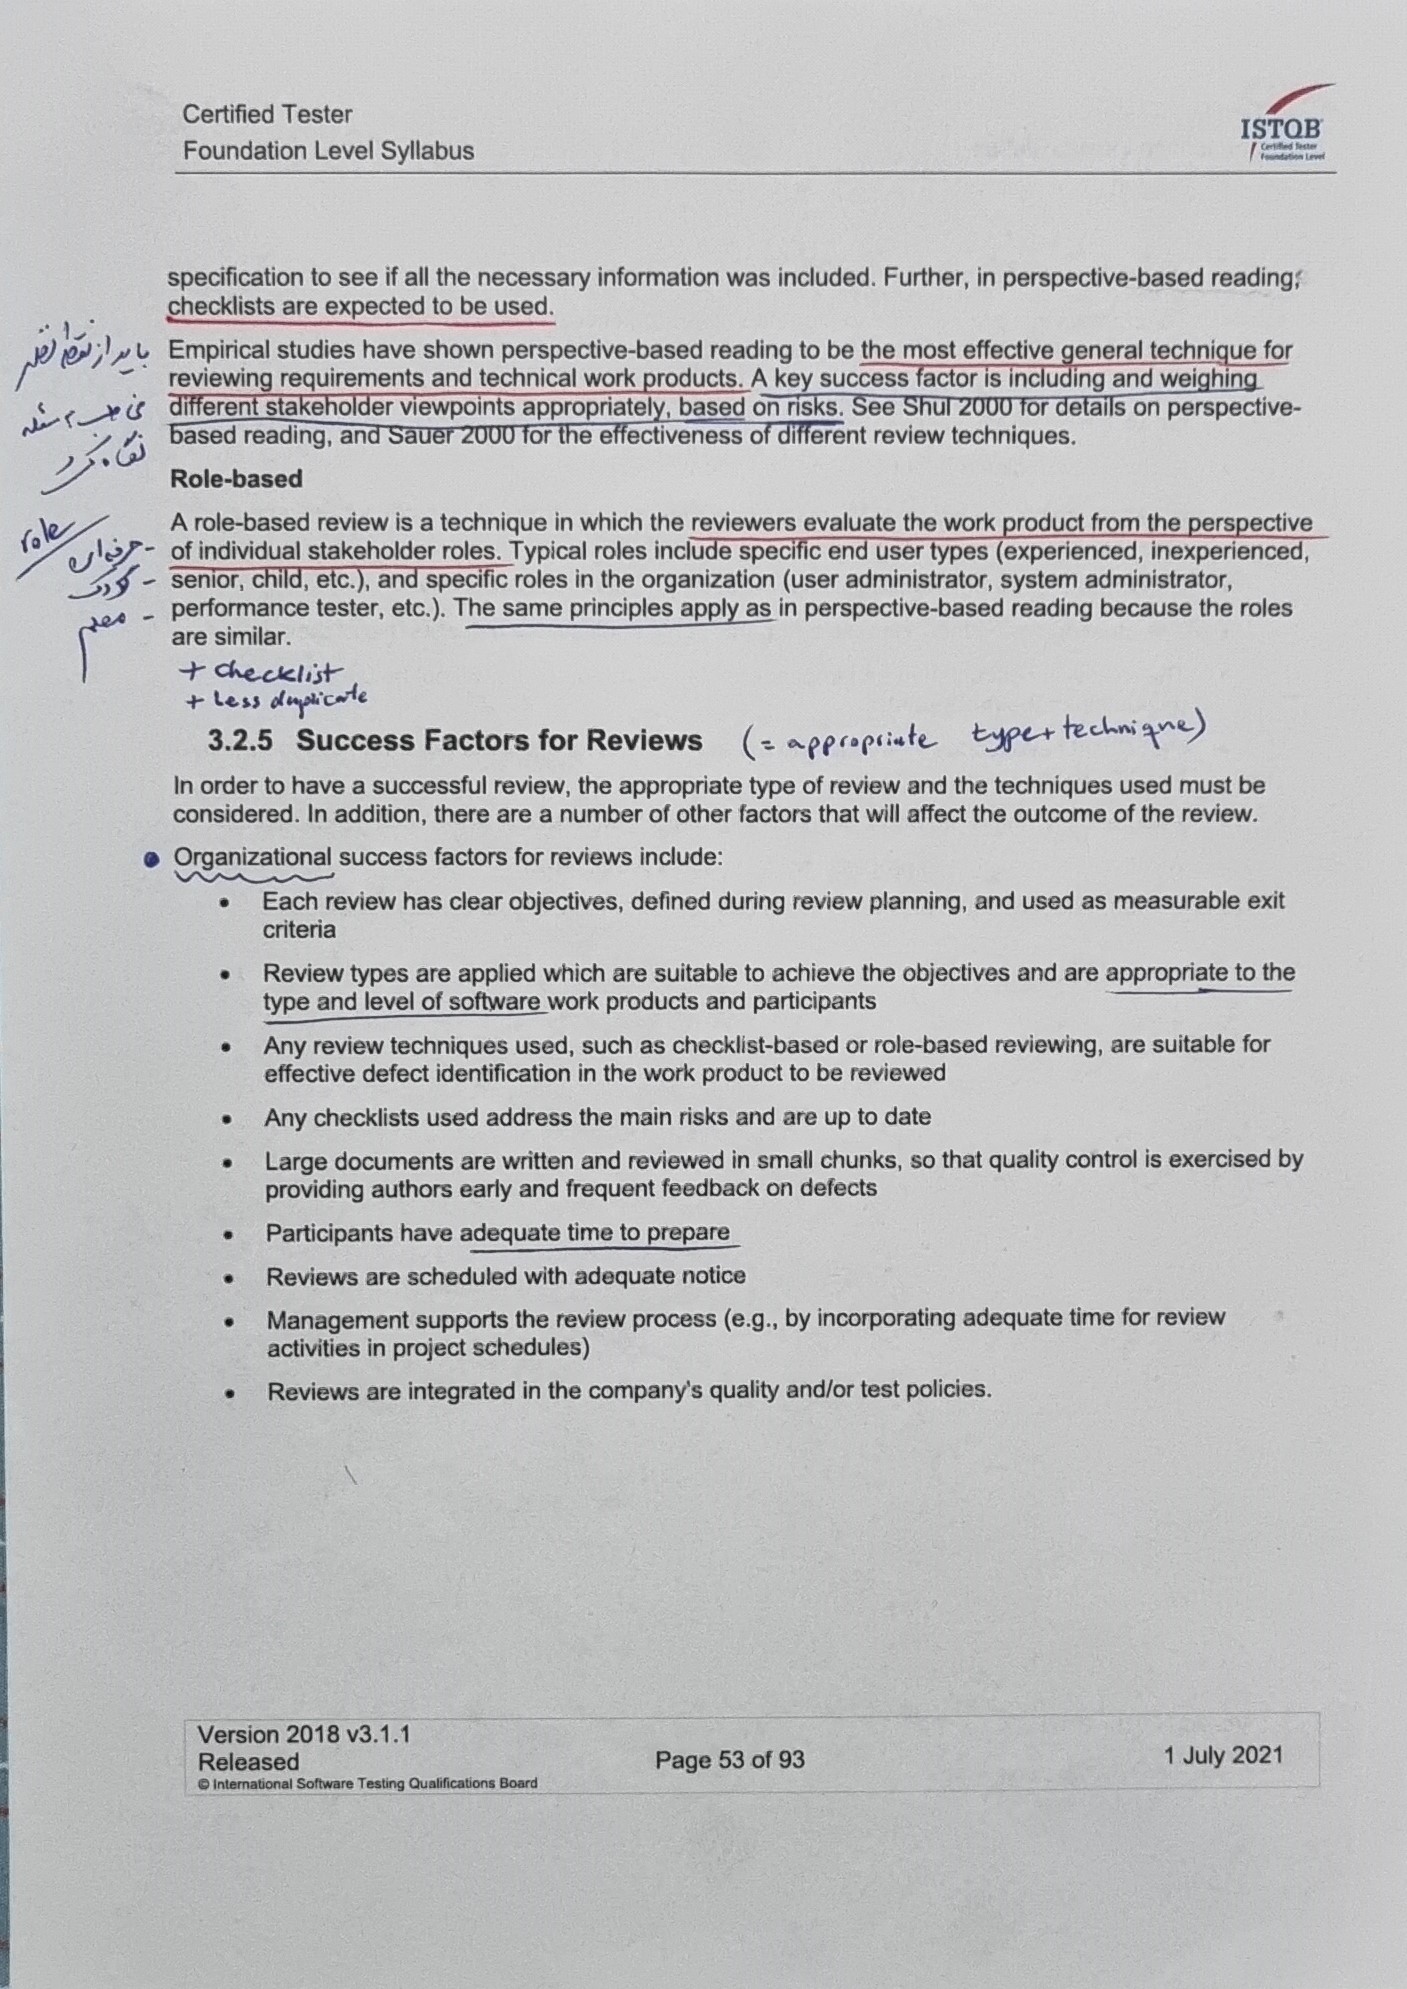 Certified Tester
Foundation Level Syllabus
ISTQB
Certified Tester
Foundation Level
specification to see if all the necessary information was included. Further, in perspective-based reading,
checklists are expected to be used.
باید از نقطه نظر
Empirical studies have shown perspective-based reading to be the most effective general technique for
reviewing requirements and technical work products. A key success factor is including and weighing
different stakeholder viewpoints appropriately, based on risks. See Shul 2000 for details on perspective-
based reading, and Sauer 2000 for the effectiveness of different review techniques.
نگاه کرد
Role-based
role
A role-based review is a technique in which the reviewers evaluate the work product from the perspective
of individual stakeholder roles. Typical roles include specific end user types (experienced, inexperienced,
senior, child, etc.), and specific roles in the organization (user administrator, system administrator,
performance tester, etc.). The same principles apply as in perspective-based reading because the roles
are similar.
- حرفه‌ای
- کودک
+ checklist
+ Less duplicate
3.2.5 Success Factors for Reviews (= appropriate type + technique)
In order to have a successful review, the appropriate type of review and the techniques used must be
considered. In addition, there are a number of other factors that will affect the outcome of the review.
• Organizational success factors for reviews include:
• Each review has clear objectives, defined during review planning, and used as measurable exit
criteria
• Review types are applied which are suitable to achieve the objectives and are appropriate to the
type and level of software work products and participants
• Any review techniques used, such as checklist-based or role-based reviewing, are suitable for
effective defect identification in the work product to be reviewed
• Any checklists used address the main risks and are up to date
• Large documents are written and reviewed in small chunks, so that quality control is exercised by
providing authors early and frequent feedback on defects
• Participants have adequate time to prepare
• Reviews are scheduled with adequate notice
• Management supports the review process (e.g., by incorporating adequate time for review
activities in project schedules)
• Reviews are integrated in the company's quality and/or test policies.
Version 2018 v3.1.1
Released
© International Software Testing Qualifications Board
Page 53 of 93
1 July 2021